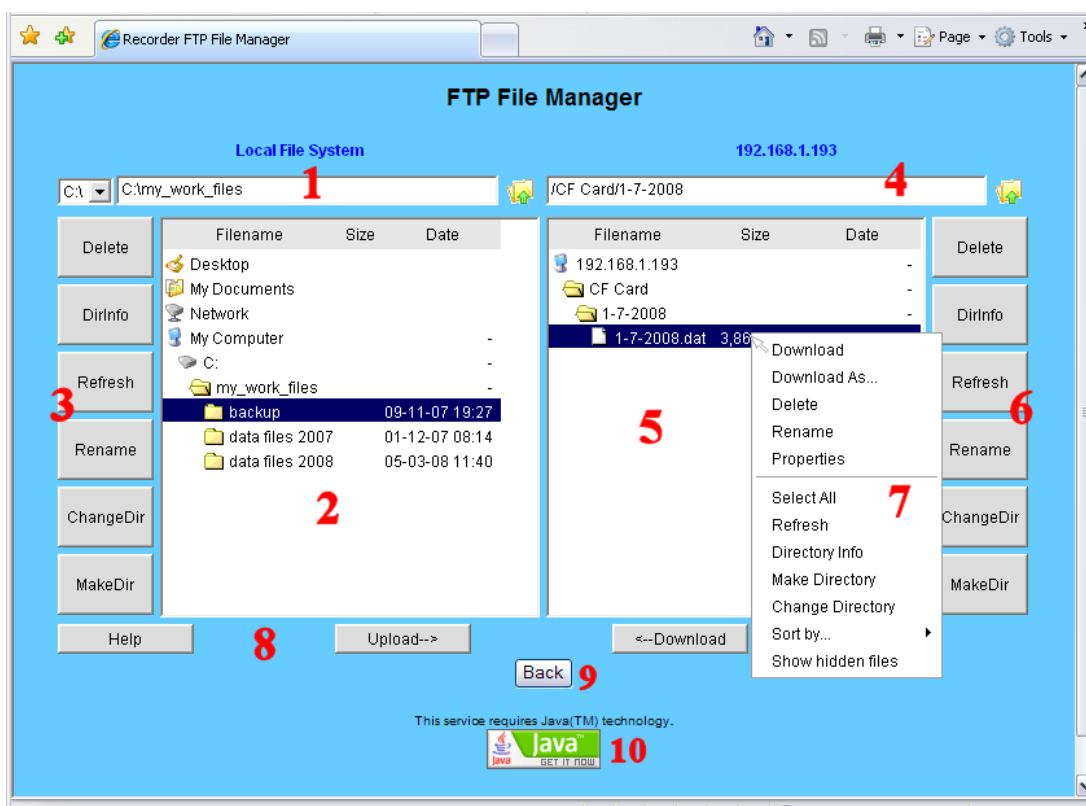 Recorder FTP File Manager
Page
Tools
FTP File Manager
Local File System
192.168.1.193
1
4
C:\
C:\my_work_files
/CF Card/1-7-2008
Delete
DirInfo
Refresh
3
Rename
ChangeDir
MakeDir
Filename Size Date
Desktop
My Documents
Network
My Computer -
C:
my_work_files -
backup 09-11-07 19:27
data files 2007 01-12-07 08:14
data files 2008 05-03-08 11:40
2
Filename Size Date
192.168.1.193 -
CF Card -
1-7-2008 -
1-7-2008.dat 3,86
5
Download
Download As...
Delete
Rename
Properties
7
Select All
Refresh
Directory Info
Make Directory
Change Directory
Sort by...
Show hidden files
Delete
DirInfo
Refresh
6
Rename
ChangeDir
MakeDir
Help
8
Upload-->
<--Download
Back
9
This service requires Java(TM) technology.
Java
Java™
GET IT NOW
10